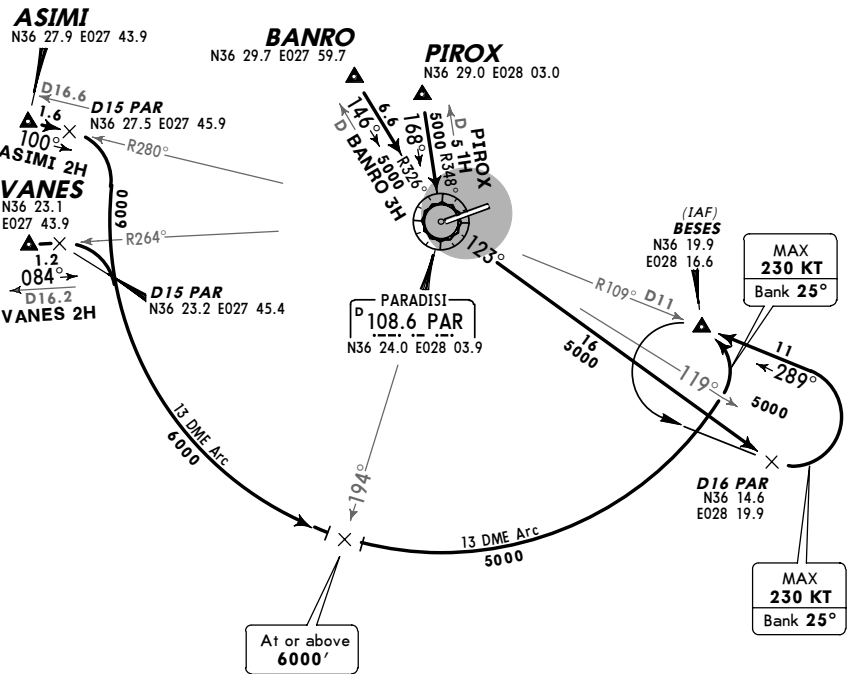 ASIMI
N36 27.9 E027 43.9
D16.6
1.6
100°
ASIMI 2H
D15 PAR
N36 27.5 E027 45.9
R280°
VANES
N36 23.1
E027 43.9
R264°
1.2
084°
D16.2
VANES 2H
D15 PAR
N36 23.2 E027 45.4
6000
BANRO
N36 29.7 E027 59.7
6.6
146°
5000
R326°
D
BANRO 3H
PIROX
N36 29.0 E028 03.0
5000
168°
R348°
D
5
PIROX
1H
123°
PARADISI
D 108.6 PAR
N36 24.0 E028 03.9
(IAF)
BESES
N36 19.9
E028 16.6
R109° D11
MAX
230 KT
Bank 25°
16
5000
119°
5000
11
289°
D16 PAR
N36 14.6
E028 19.9
13 DME Arc
6000
194°
13 DME Arc
5000
MAX
230 KT
Bank 25°
At or above
6000'